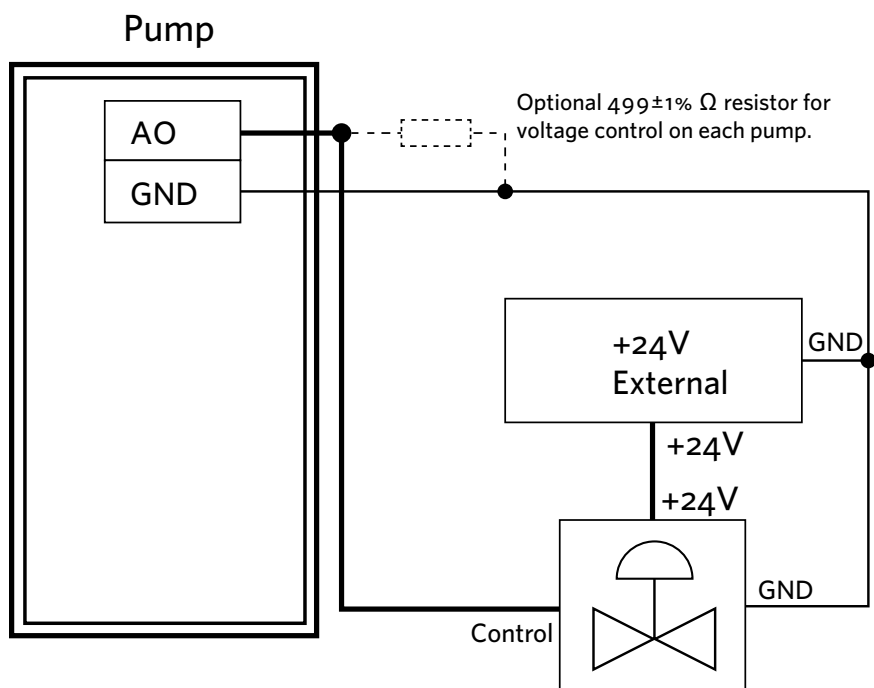 Pump
AO
GND
Optional 499±1% Ω resistor for
voltage control on each pump.
+24V
External
GND
+24V
+24V
GND
Control